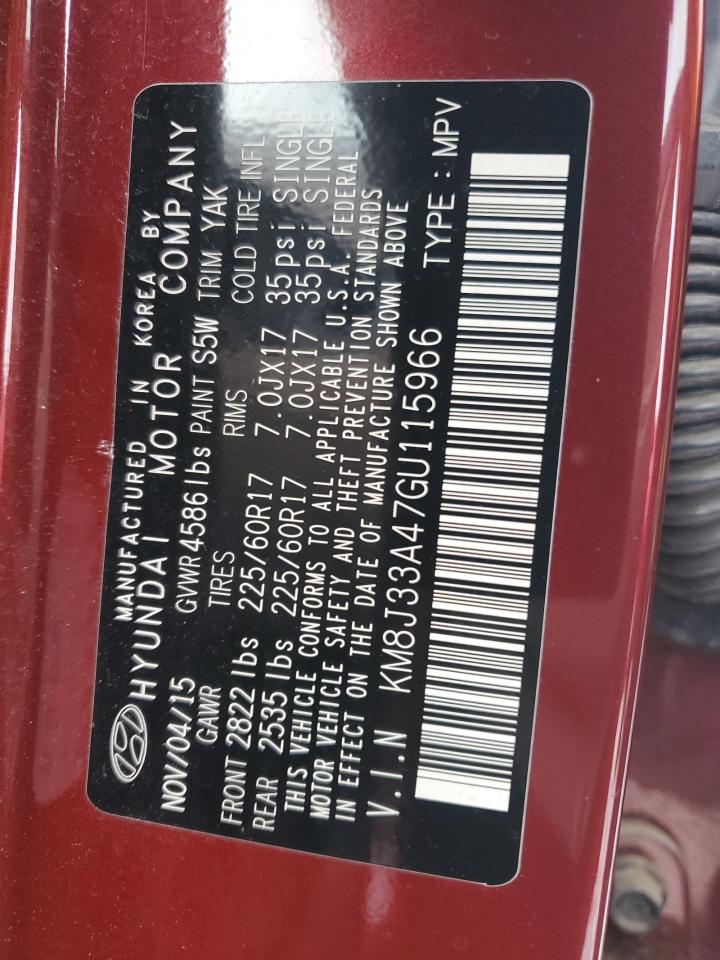 MANUFACTURED IN KOREA BY
HYUNDAI MOTOR COMPANY
NOV/04/15 GVWR 4586 lbs PAINT S5W TRIM YAK
GAWR TIRES RIMS COLD TIRE INFL
FRONT 2822 lbs 225/60R17 7.0JX17 35psi SINGLE
REAR 2535 lbs 225/60R17 7.0JX17 35psi SINGLE
THIS VEHICLE CONFORMS TO ALL APPLICABLE U.S.A. FEDERAL
MOTOR VEHICLE SAFETY AND THEFT PREVENTION STANDARDS
IN EFFECT ON THE DATE OF MANUFACTURE SHOWN ABOVE
V.I.N KM8J33A47GU115966 TYPE : MPV